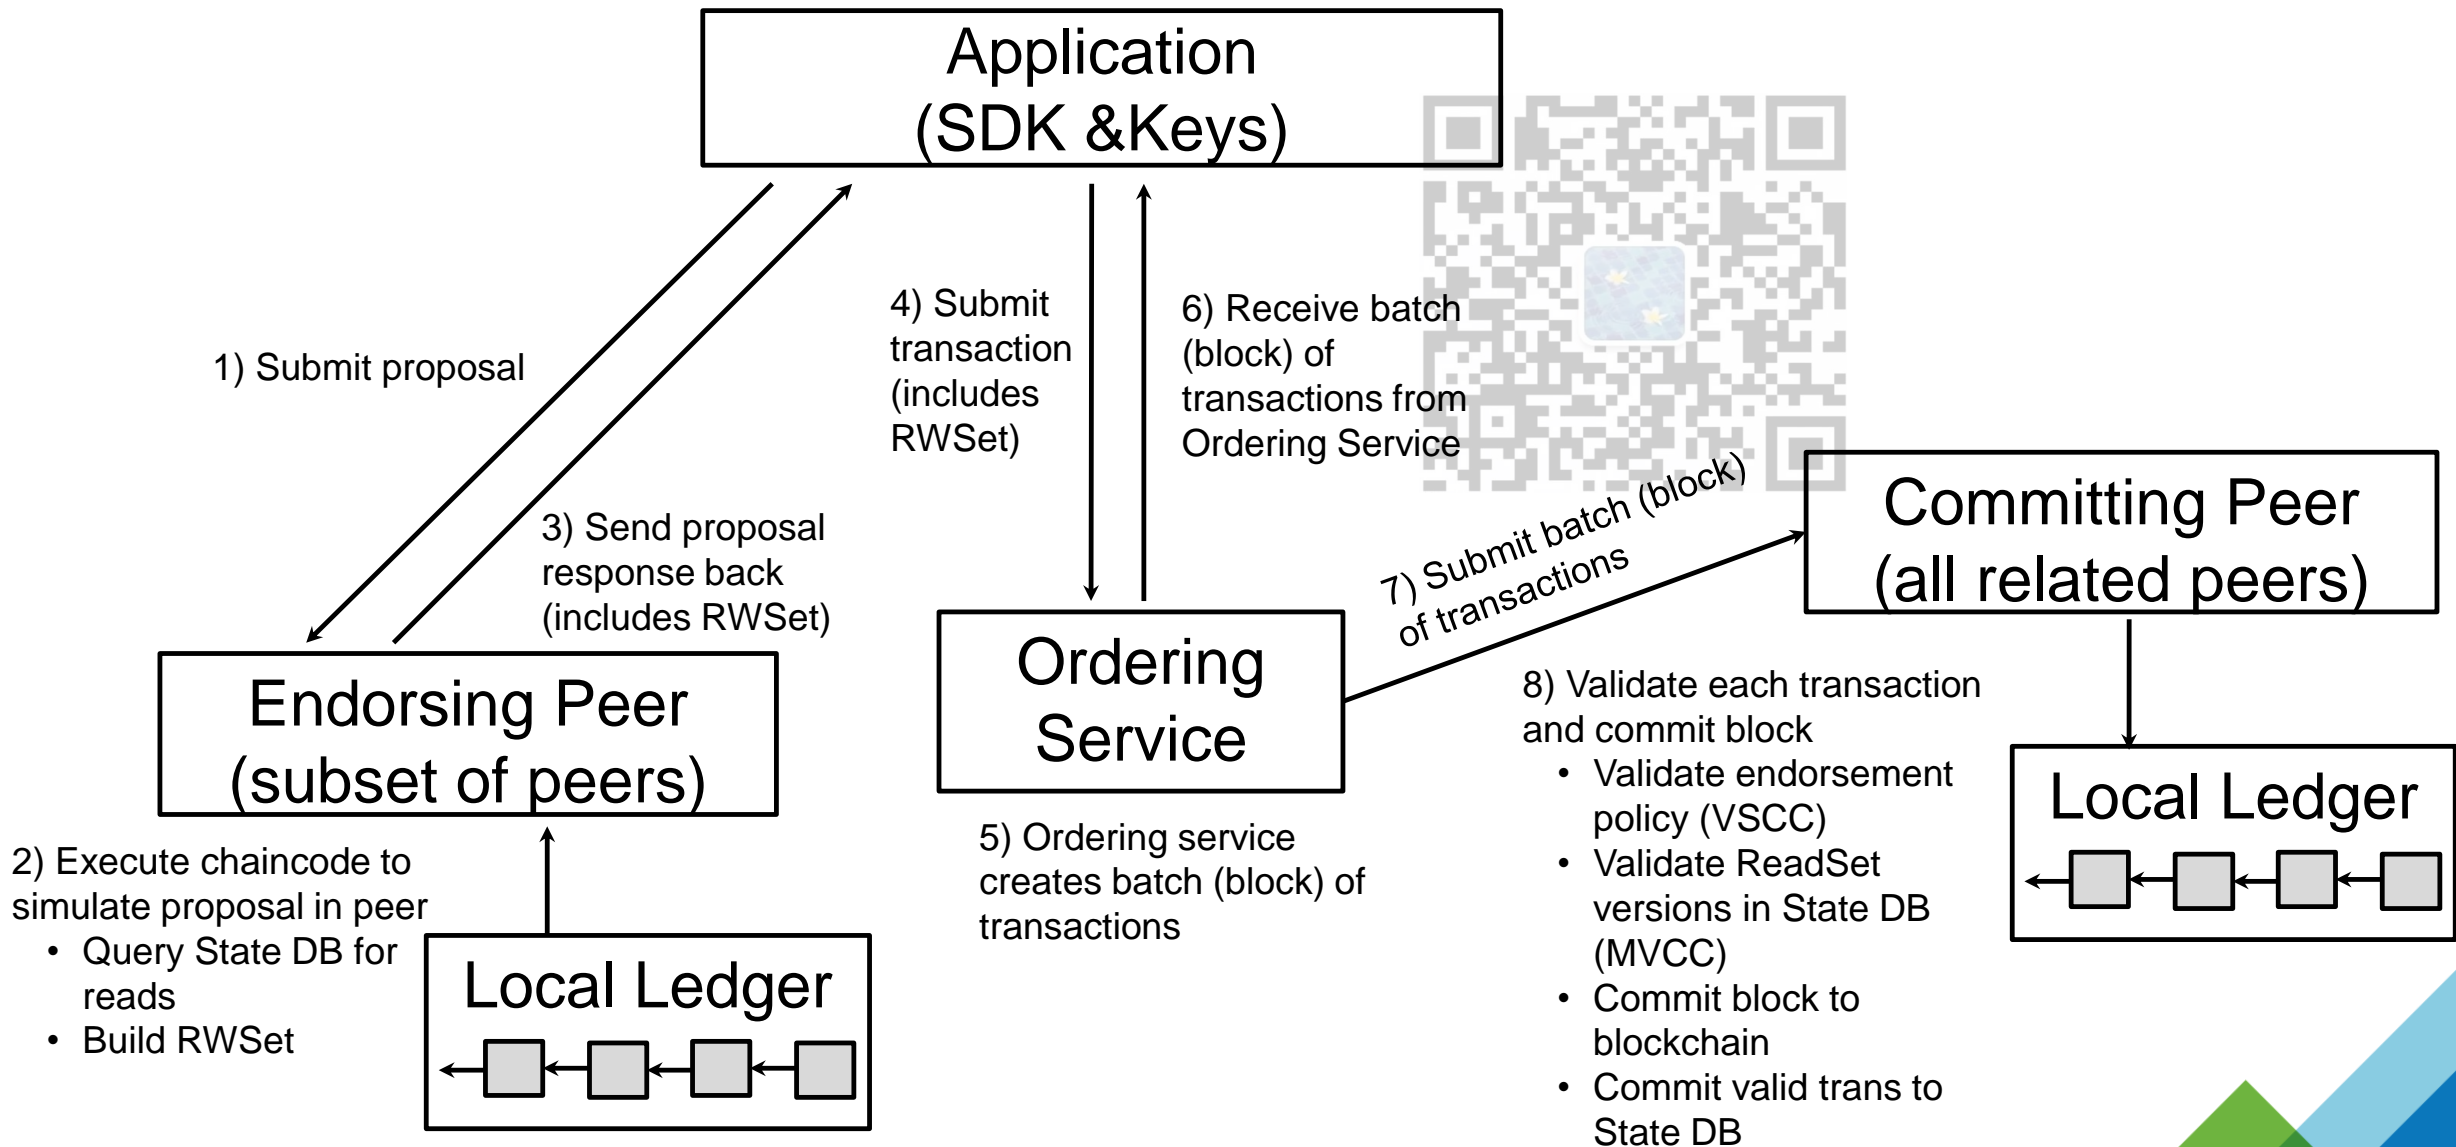 Application
(SDK &Keys)
1) Submit proposal
3) Send proposal
response back
(includes RWSet)
4) Submit
transaction
(includes
RWSet)
6) Receive batch
(block) of
transactions from
Ordering Service
7) Submit batch (block)
of transactions
Committing Peer
(all related peers)
Endorsing Peer
(subset of peers)
Ordering
Service
2) Execute chaincode to
simulate proposal in peer
• Query State DB for
reads
• Build RWSet
Local Ledger
5) Ordering service
creates batch (block) of
transactions
8) Validate each transaction
and commit block
• Validate endorsement
policy (VSCC)
• Validate ReadSet
versions in State DB
(MVCC)
• Commit block to
blockchain
• Commit valid trans to
State DB
Local Ledger